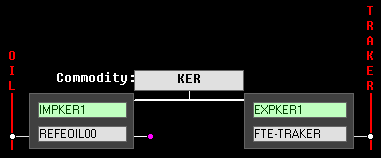 OIL
TRAKER
Commodity: KER
IMPKER1
REFEOIL00
EXPKER1
FTE-TRAKER